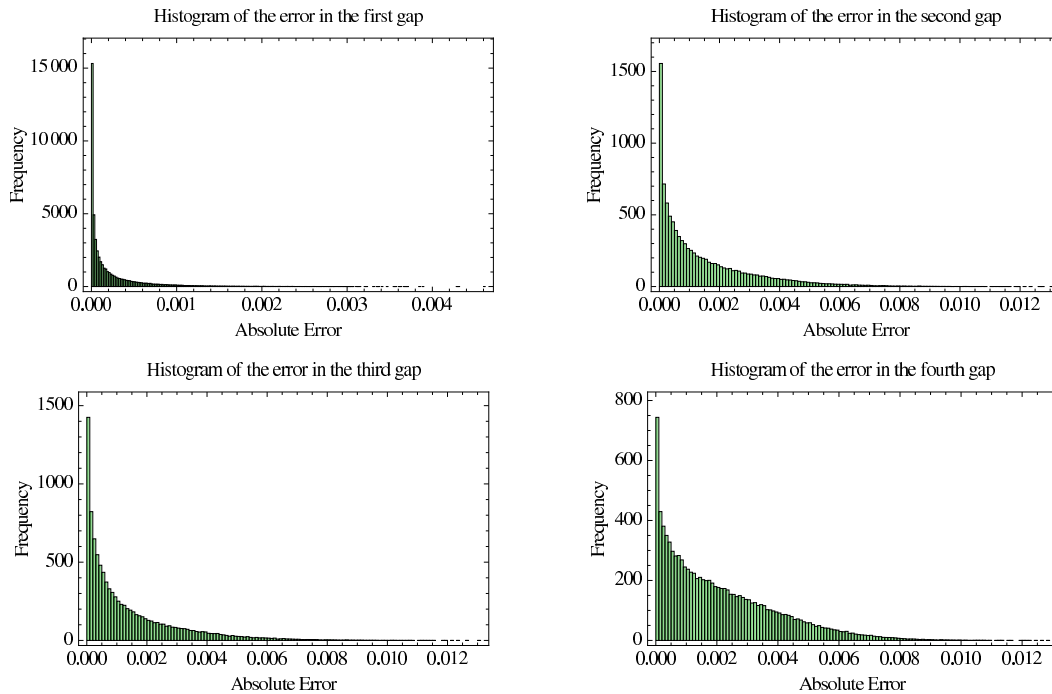 Histogram of the error in the first gap
15 000
10 000
5000
0
Frequency
0.000 0.001 0.002 0.003 0.004
Absolute Error
Histogram of the error in the second gap
1500
1000
500
0
Frequency
0.000 0.002 0.004 0.006 0.008 0.010 0.012
Absolute Error
Histogram of the error in the third gap
1500
1000
500
0
Frequency
0.000 0.002 0.004 0.006 0.008 0.010 0.012
Absolute Error
Histogram of the error in the fourth gap
800
600
400
200
0
Frequency
0.000 0.002 0.004 0.006 0.008 0.010 0.012
Absolute Error